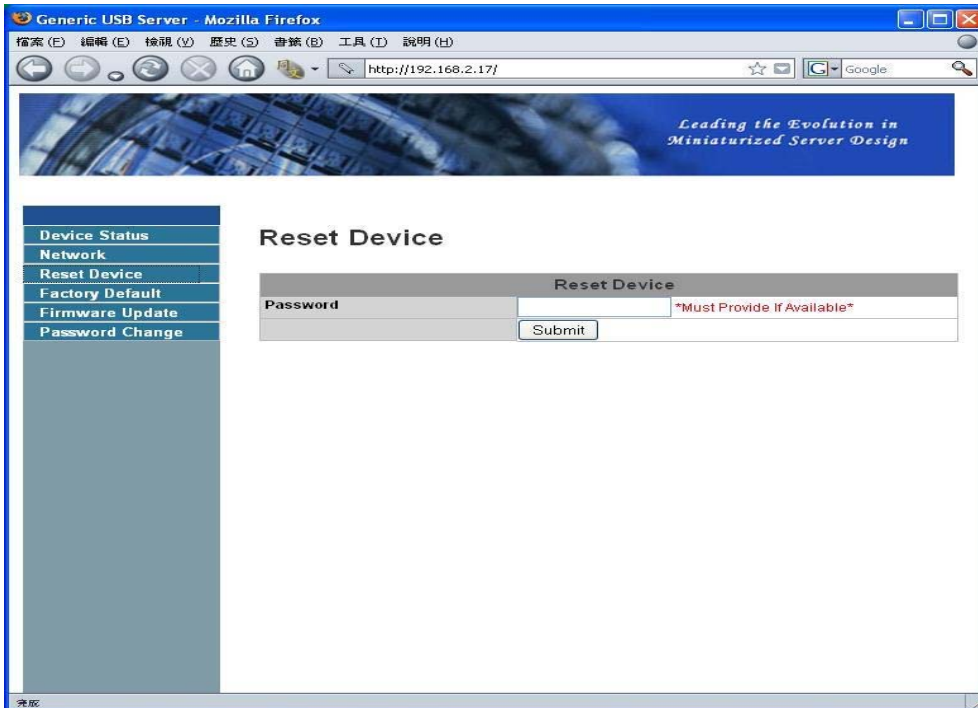 Generic USB Server - Mozilla Firefox
檔案(F) 編輯(E) 檢視(V) 歷史(S) 書籤(B) 工具(T) 說明(H)
http://192.168.2.17/ G Google
Leading the Evolution in
Miniaturized Server Design
Device Status
Network
Reset Device
Factory Default
Firmware Update
Password Change
Reset Device
Reset Device
Password *Must Provide If Available*
Submit
完成